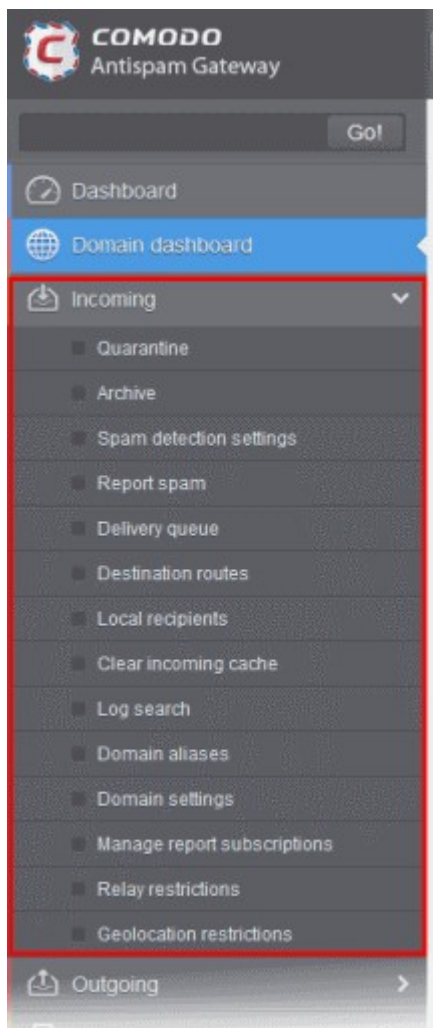 COMODO
Antispam Gateway
Go!
Dashboard
Domain dashboard
Incoming
Quarantine
Archive
Spam detection settings
Report spam
Delivery queue
Destination routes
Local recipients
Clear incoming cache
Log search
Domain aliases
Domain settings
Manage report subscriptions
Relay restrictions
Geolocation restrictions
Outgoing